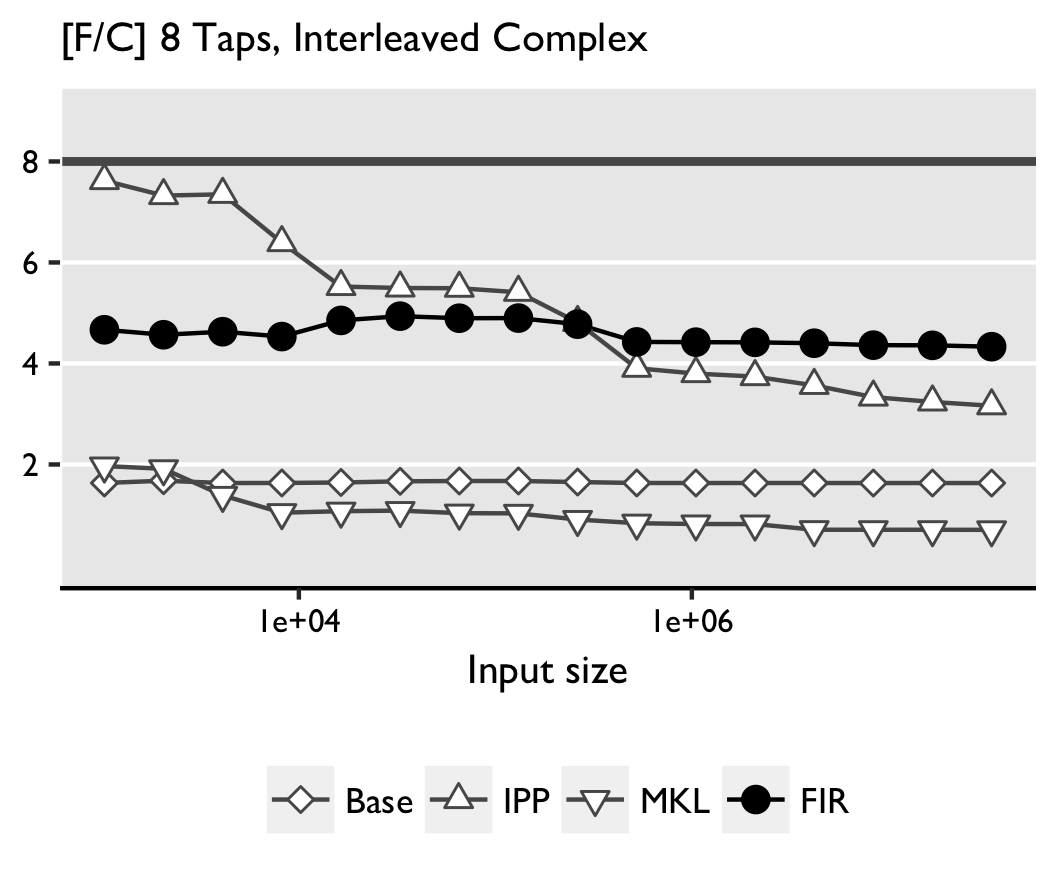 [F/C] 8 Taps, Interleaved Complex
8
6
4
2
1e+04 1e+06
Input size
Base IPP MKL FIR